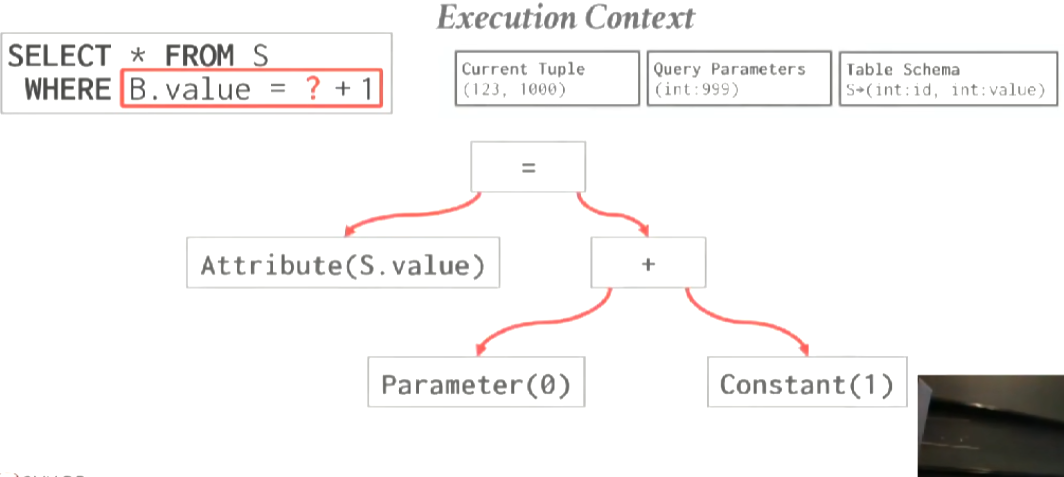 Execution Context
SELECT * FROM S
WHERE B.value = ? + 1
Current Tuple
(123, 1000)
Query Parameters
(int:999)
Table Schema
S→(int:id, int:value)
=
Attribute(S.value)
+
Parameter(0)
Constant(1)